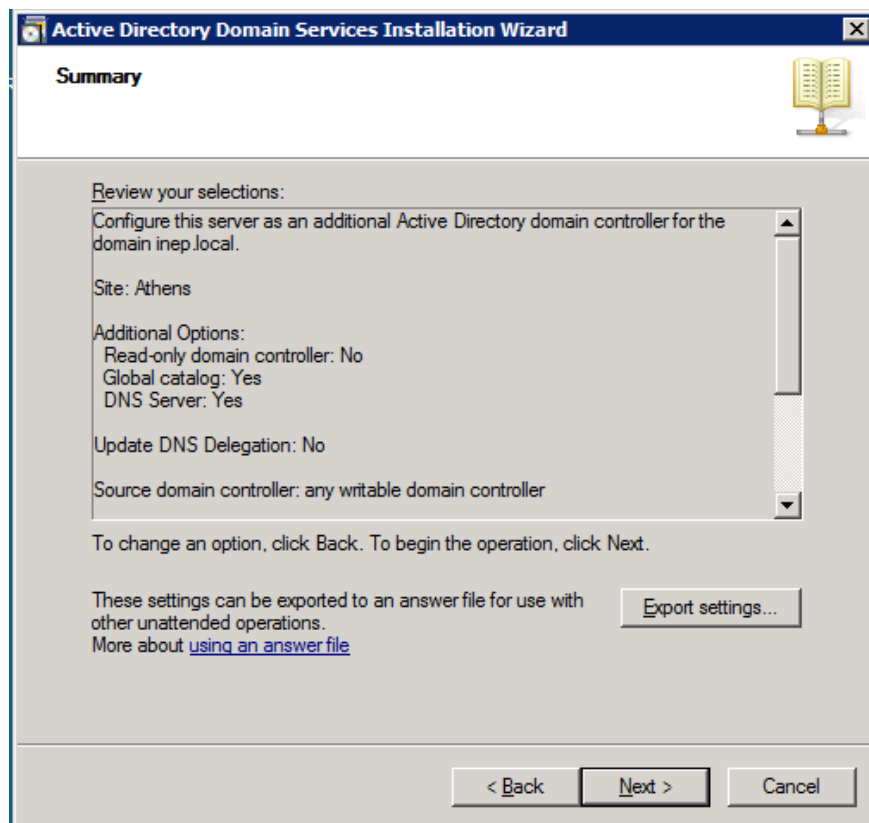 Active Directory Domain Services Installation Wizard
Summary
Review your selections:
Configure this server as an additional Active Directory domain controller for the
domain inep.local.
Site: Athens
Additional Options:
Read-only domain controller: No
Global catalog: Yes
DNS Server: Yes
Update DNS Delegation: No
Source domain controller: any writable domain controller
To change an option, click Back. To begin the operation, click Next.
These settings can be exported to an answer file for use with
other unattended operations.
More about using an answer file
Export settings...
< Back
Next >
Cancel